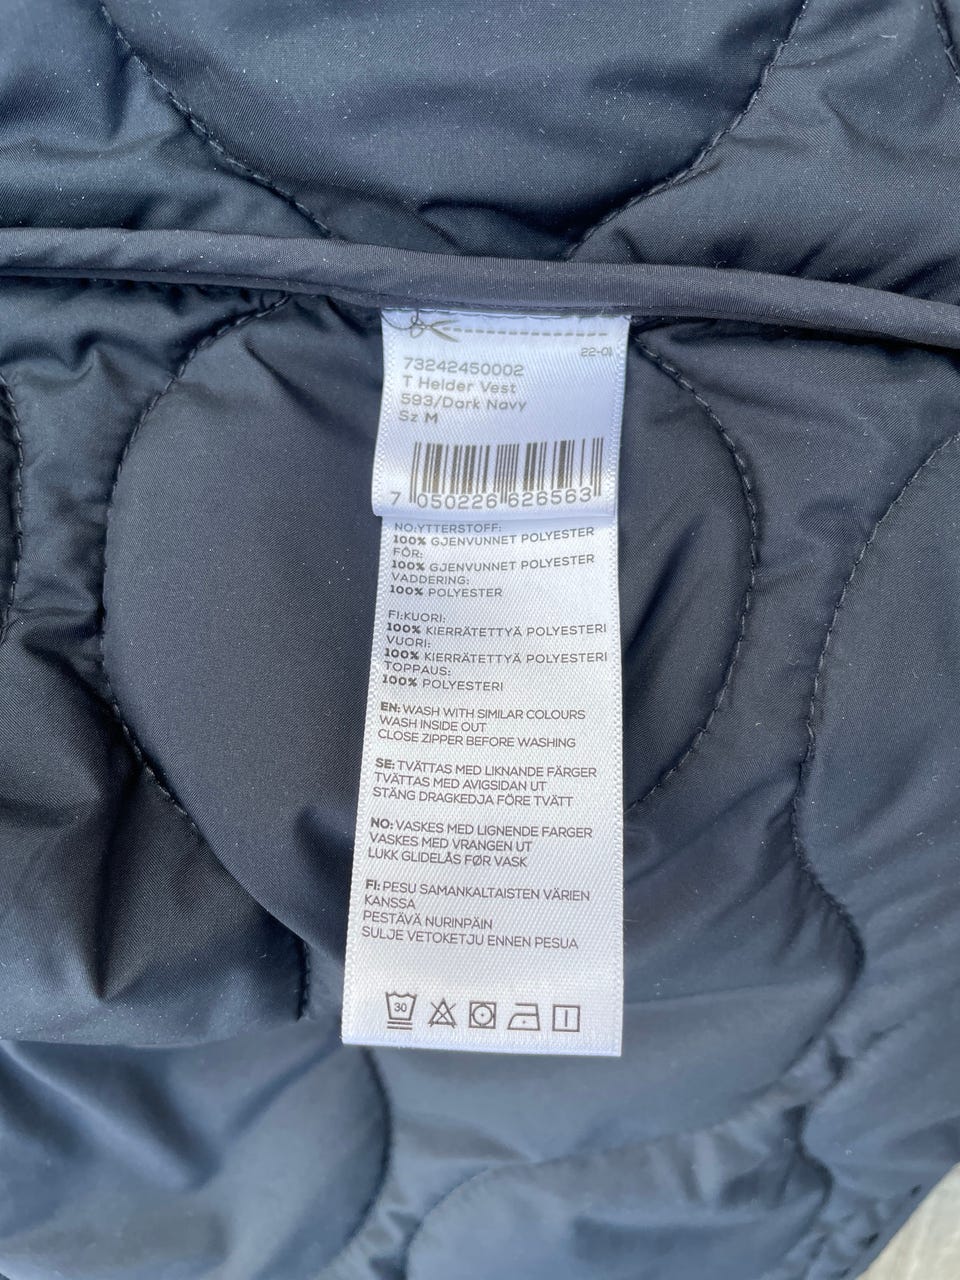 22-01
73242450002
T Helder Vest
593/Dark Navy
Sz M
7 050226 626563
NO:YTTERSTOFF:
100% GJENVUNNET POLYESTER
FÔR:
100% GJENVUNNET POLYESTER
VADDERING:
100% POLYESTER
FI:KUORI:
100% KIERRÄTETTYÄ POLYESTERI
VUORI:
100% KIERRÄTETTYÄ POLYESTERI
TOPPAUS:
100% POLYESTERI
EN: WASH WITH SIMILAR COLOURS
WASH INSIDE OUT
CLOSE ZIPPER BEFORE WASHING
SE: TVÄTTAS MED LIKNANDE FÄRGER
TVÄTTAS MED AVIGSIDAN UT
STÄNG DRAGKEDJA FÖRE TVÄTT
NO: VASKES MED LIGNENDE FARGER
VASKES MED VRANGEN UT
LUKK GLIDELÅS FØR VASK
FI: PESU SAMANKALTAISTEN VÄRIEN
KANSSA
PESTÄVÄ NURINPÄIN
SULJE VETOKETJU ENNEN PESUA
30